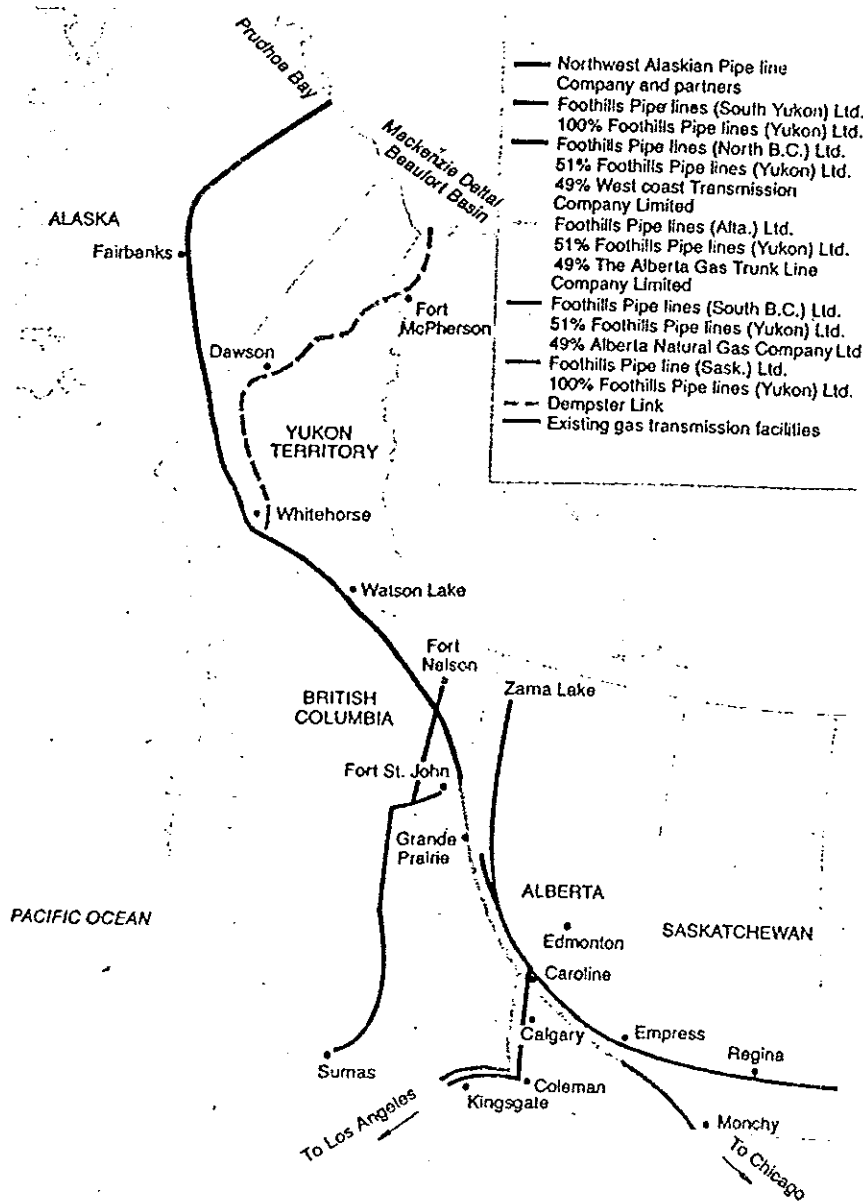 Prudhoe Bay
Mackenzie Delta/
Beaufort Basin
Northwest Alaskian Pipe line
Company and partners
Foothills Pipe lines (South Yukon) Ltd.
100% Foothills Pipe lines (Yukon) Ltd.
Foothills Pipe lines (North B.C.) Ltd.
51% Foothills Pipe lines (Yukon) Ltd.
49% West coast Transmission
Company Limited
Foothills Pipe lines (Alta.) Ltd.
51% Foothills Pipe lines (Yukon) Ltd.
49% The Alberta Gas Trunk Line
Company Limited
Foothills Pipe lines (South B.C.) Ltd.
51% Foothills Pipe lines (Yukon) Ltd.
49% Alberta Natural Gas Company Ltd
Foothills Pipe line (Sask.) Ltd.
100% Foothills Pipe lines (Yukon) Ltd.
Dempster Link
Existing gas transmission facilities
ALASKA
Fairbanks
Fort
McPherson
Dawson
YUKON
TERRITORY
Whitehorse
Watson Lake
Fort
Nelson
Zama Lake
BRITISH
COLUMBIA
Fort St. John
Grande
Prairie
ALBERTA
PACIFIC OCEAN
Edmonton
SASKATCHEWAN
Caroline
Calgary
Empress
Regina
Sumas
Coleman
Kingsgate
Monchy
To Los Angeles
To Chicago